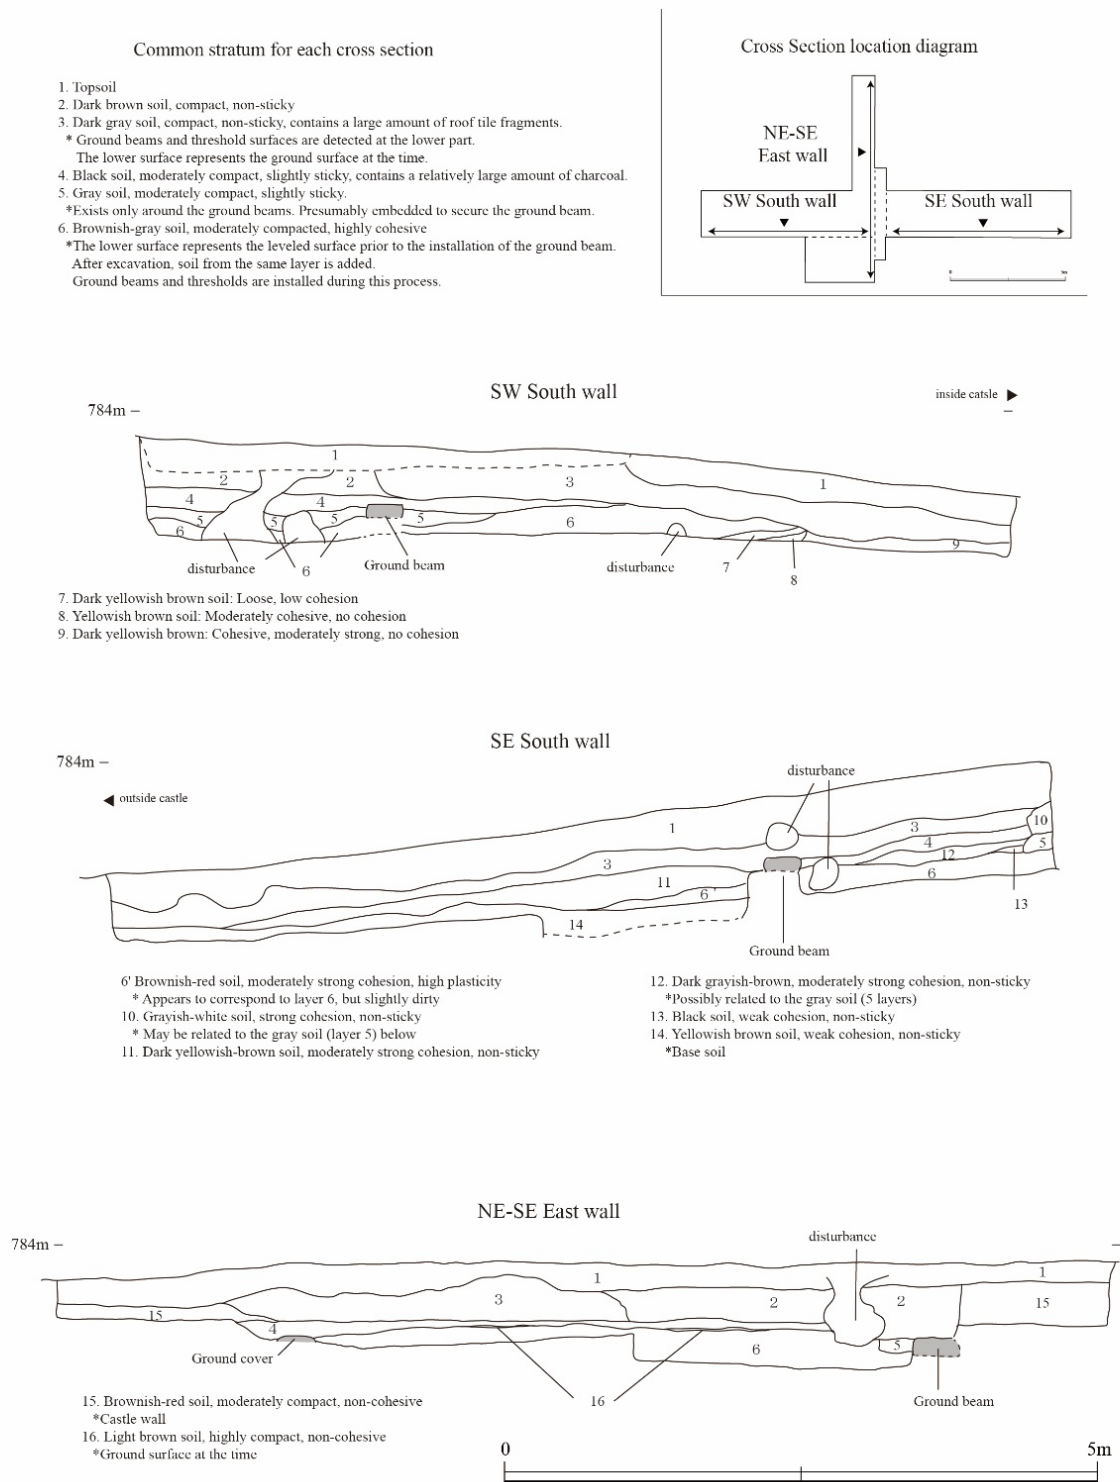 Common stratum for each cross section
1. Topsoil
2. Dark brown soil, compact, non-sticky
3. Dark gray soil, compact, non-sticky, contains a large amount of roof tile fragments.
* Ground beams and threshold surfaces are detected at the lower part.
The lower surface represents the ground surface at the time.
4. Black soil, moderately compact, slightly sticky, contains a relatively large amount of charcoal.
5. Gray soil, moderately compact, slightly sticky.
*Exists only around the ground beams. Presumably embedded to secure the ground beam.
6. Brownish-gray soil, moderately compacted, highly cohesive
*The lower surface represents the leveled surface prior to the installation of the ground beam.
After excavation, soil from the same layer is added.
Ground beams and thresholds are installed during this process.
Cross Section location diagram
NE-SE
East wall
SW South wall
SE South wall
SW South wall
784m
inside catsle
1
2
2
3
1
4
4
5
5
5
5
6
6
9
disturbance
6
Ground beam
disturbance
7
8
7. Dark yellowish brown soil: Loose, low cohesion
8. Yellowish brown soil: Moderately cohesive, no cohesion
9. Dark yellowish brown: Cohesive, moderately strong, no cohesion
SE South wall
784m
disturbance
outside castle
1
3
10
4
5
12
3
6
11
6'
13
14
Ground beam
6' Brownish-red soil, moderately strong cohesion, high plasticity
* Appears to correspond to layer 6, but slightly dirty
10. Grayish-white soil, strong cohesion, non-sticky
* May be related to the gray soil (layer 5) below
11. Dark yellowish-brown soil, moderately strong cohesion, non-sticky
12. Dark grayish-brown, moderately strong cohesion, non-sticky
*Possibly related to the gray soil (5 layers)
13. Black soil, weak cohesion, non-sticky
14. Yellowish brown soil, weak cohesion, non-sticky
*Base soil
NE-SE East wall
784m
disturbance
1
1
3
2
2
15
15
4
6
5
Ground cover
16
Ground beam
15. Brownish-red soil, moderately compact, non-cohesive
*Castle wall
16. Light brown soil, highly compact, non-cohesive
*Ground surface at the time
0
5m